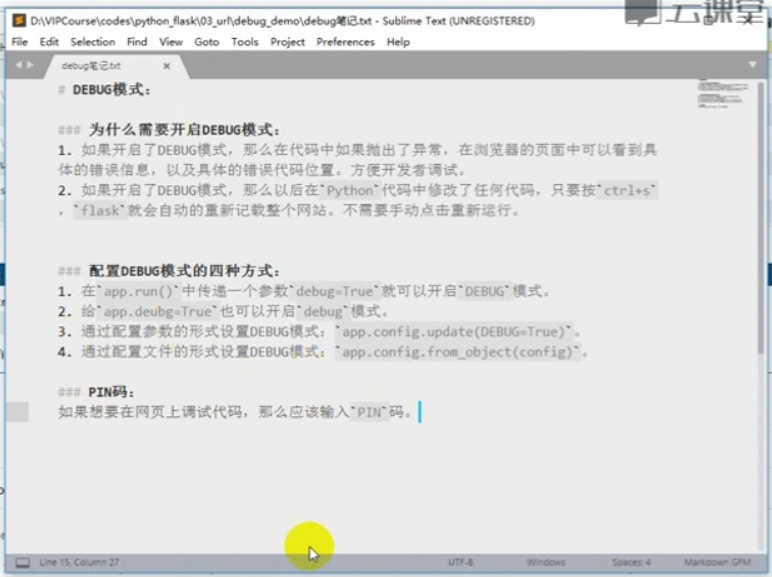 云课堂
D:\VIPCourse\codes\python_flask\03_url\debug_demo\debug笔记.txt - Sublime Text (UNREGISTERED)
File Edit Selection Find View Goto Tools Project Preferences Help
debug笔记.txt
# DEBUG模式：
### 为什么需要开启DEBUG模式：
1. 如果开启了DEBUG模式，那么在代码中如果抛出了异常，在浏览器的页面中可以看到具
体的错误信息，以及具体的错误代码位置。方便开发者调试。
2. 如果开启了DEBUG模式，那么以后在`Python`代码中修改了任何代码，只要按`ctrl+s`
，`flask`就会自动的重新记载整个网站。不需要手动点击重新运行。
### 配置DEBUG模式的四种方式：
1. 在`app.run()`中传递一个参数`debug=True`就可以开启`DEBUG`模式。
2. 给`app.deubg=True`也可以开启`debug`模式。
3. 通过配置参数的形式设置DEBUG模式：`app.config.update(DEBUG=True)`。
4. 通过配置文件的形式设置DEBUG模式：`app.config.from_object(config)`。
### PIN码：
如果想要在网页上调试代码，那么应该输入`PIN`码。
Line 15, Column 27 UTF-8 Windows Spaces: 4 Markdown GFM